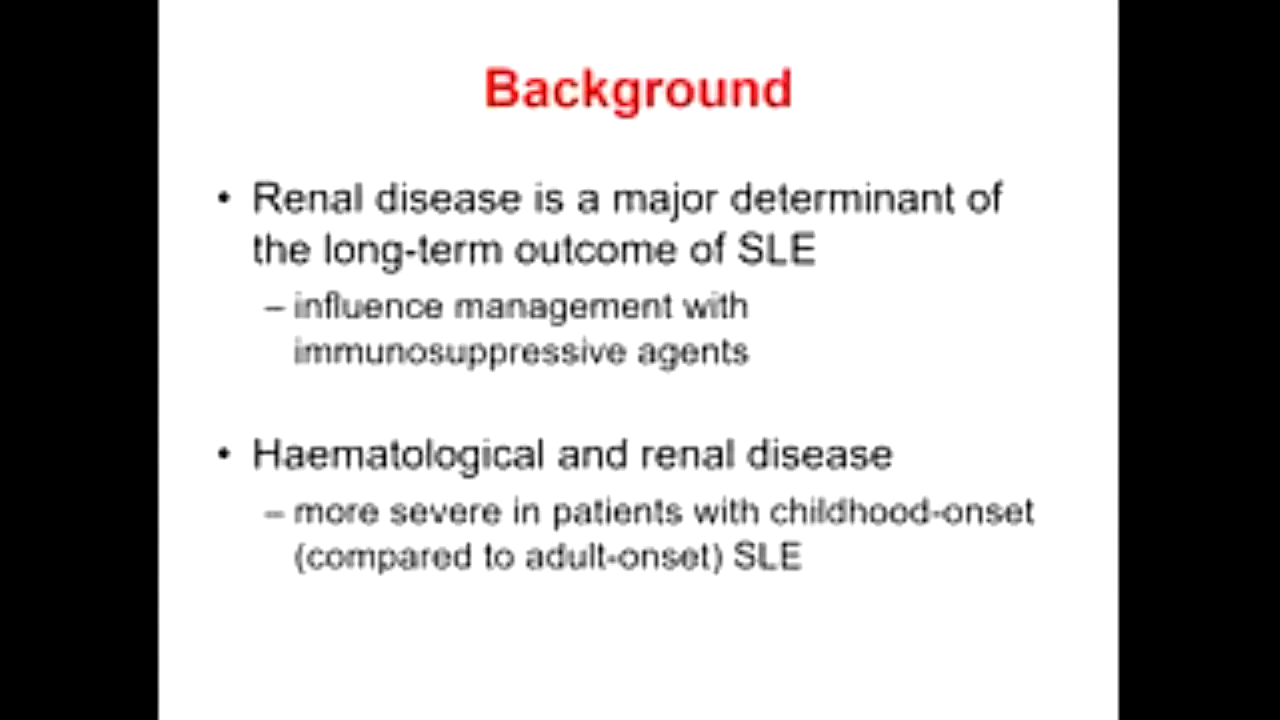 Background
• Renal disease is a major determinant of
the long-term outcome of SLE
– influence management with
immunosuppressive agents
• Haematological and renal disease
– more severe in patients with childhood-onset
(compared to adult-onset) SLE